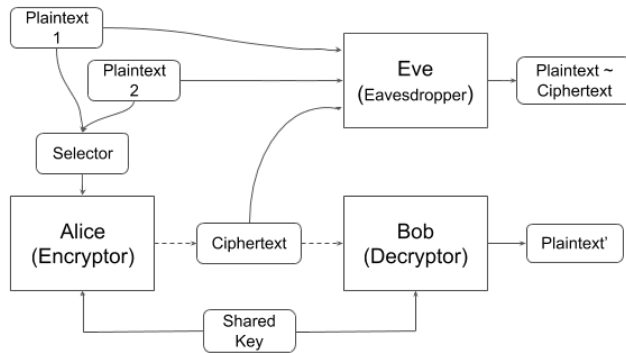 Plaintext
1
Plaintext
2
Eve
(Eavesdropper)
Plaintext ~
Ciphertext
Selector
Alice
(Encryptor)
Ciphertext
Bob
(Decryptor)
Plaintext'
Shared
Key